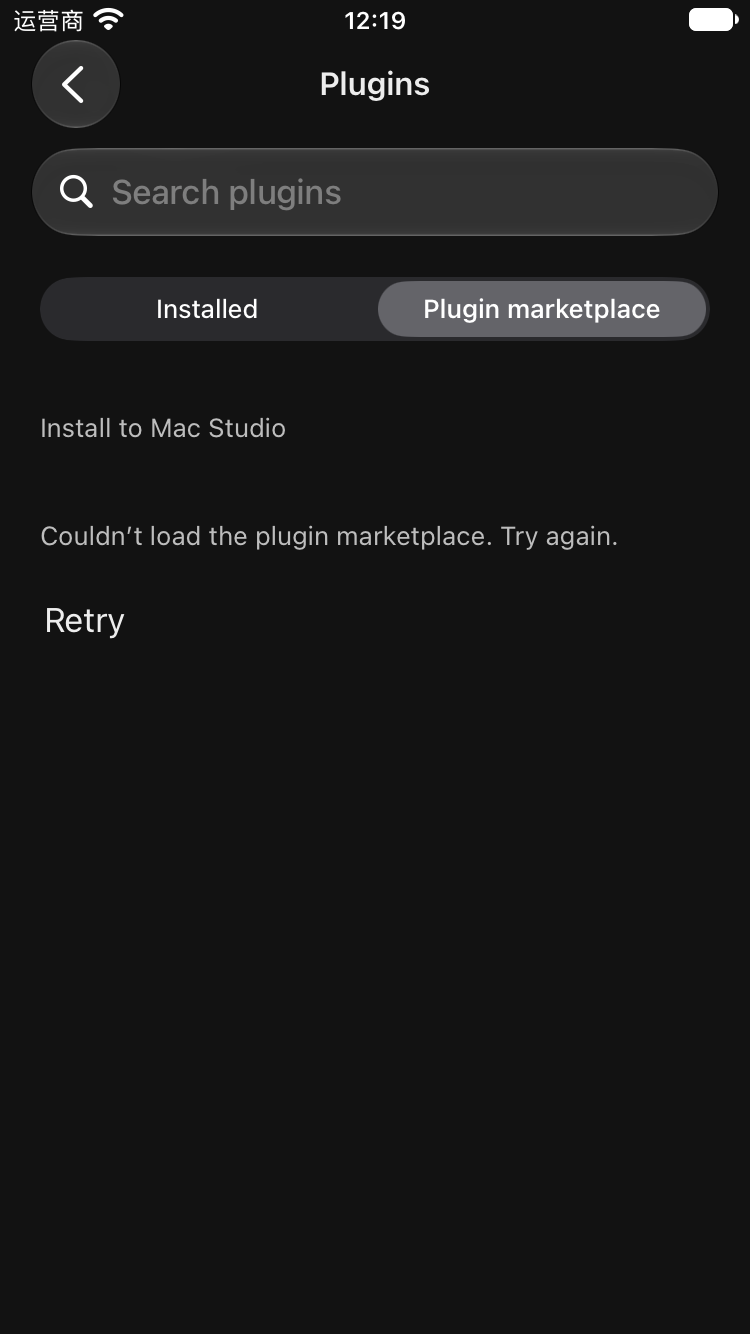 运营商
12:19
Plugins
Search plugins
Installed
Plugin marketplace
Install to Mac Studio
Couldn’t load the plugin marketplace. Try again.
Retry